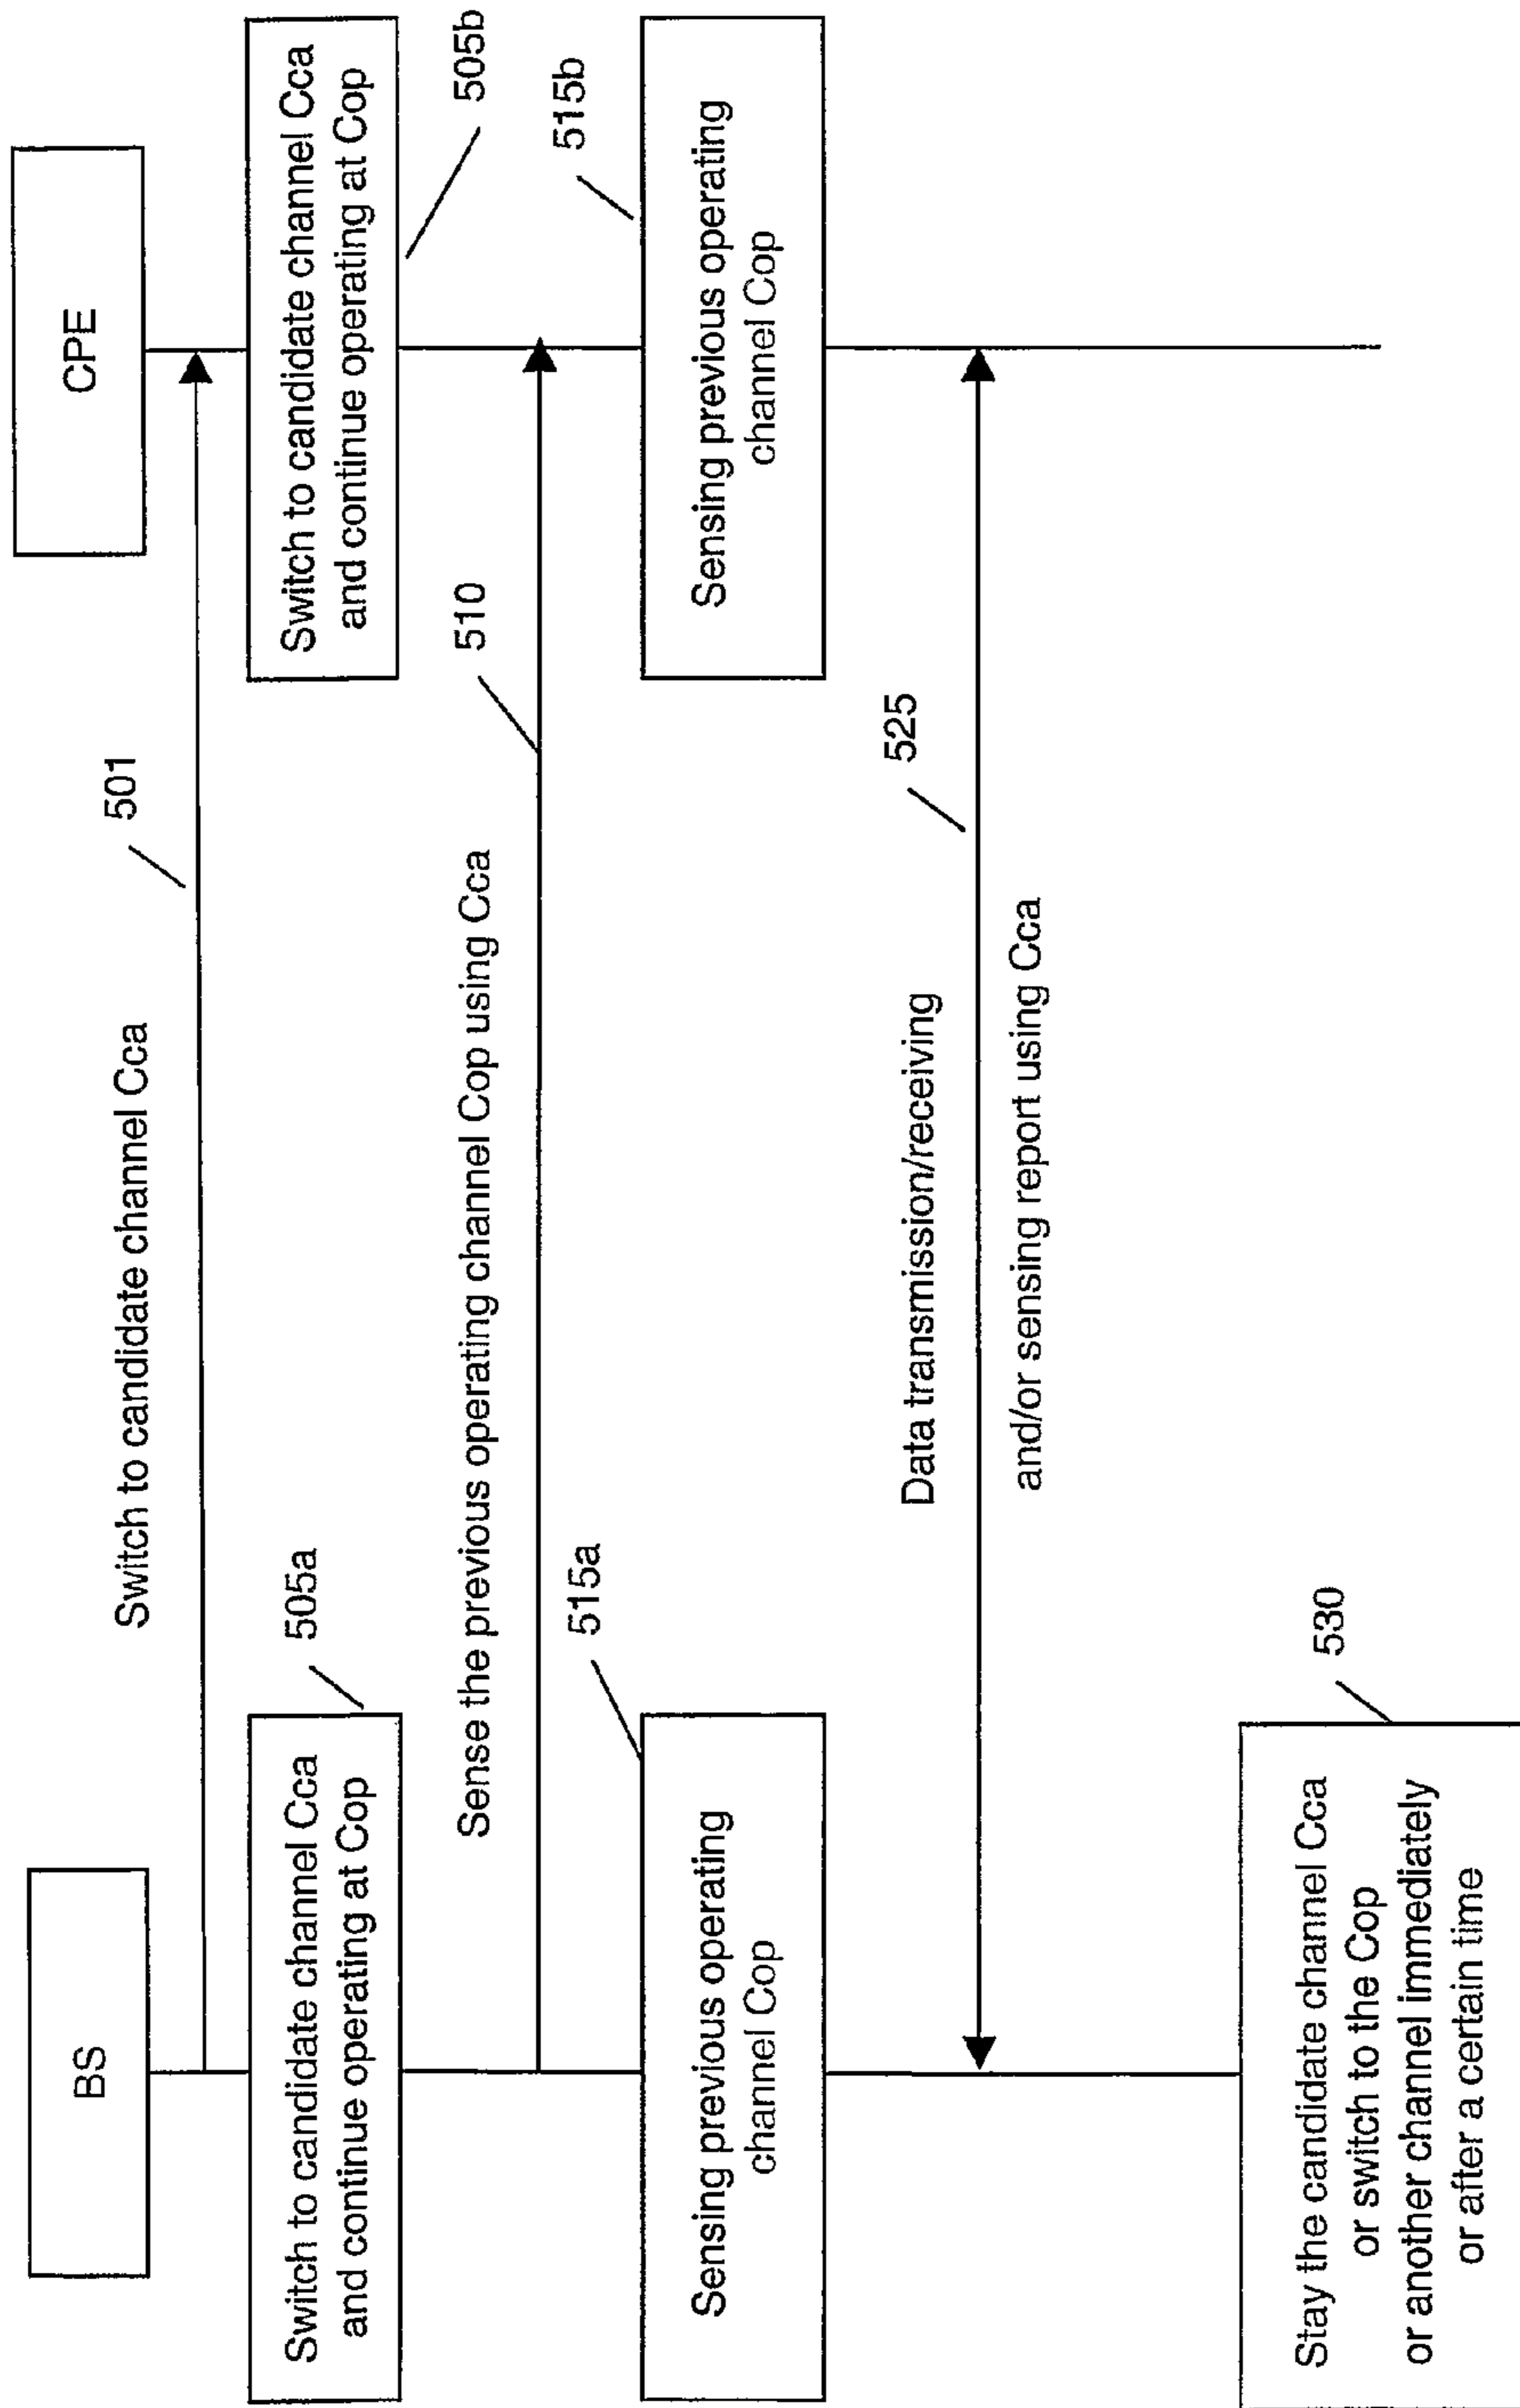 BS
CPE
Switch to candidate channel Cca
501
Switch to candidate channel Cca
and continue operating at Cop
505a
Switch to candidate channel Cca
and continue operating at Cop
505b
Sense the previous operating channel Cop using Cca
510
Sensing previous operating
channel Cop
515a
Sensing previous operating
channel Cop
515b
Data transmission/receiving
525
and/or sensing report using Cca
Stay the candidate channel Cca
or switch to the Cop
or another channel immediately
or after a certain time
530